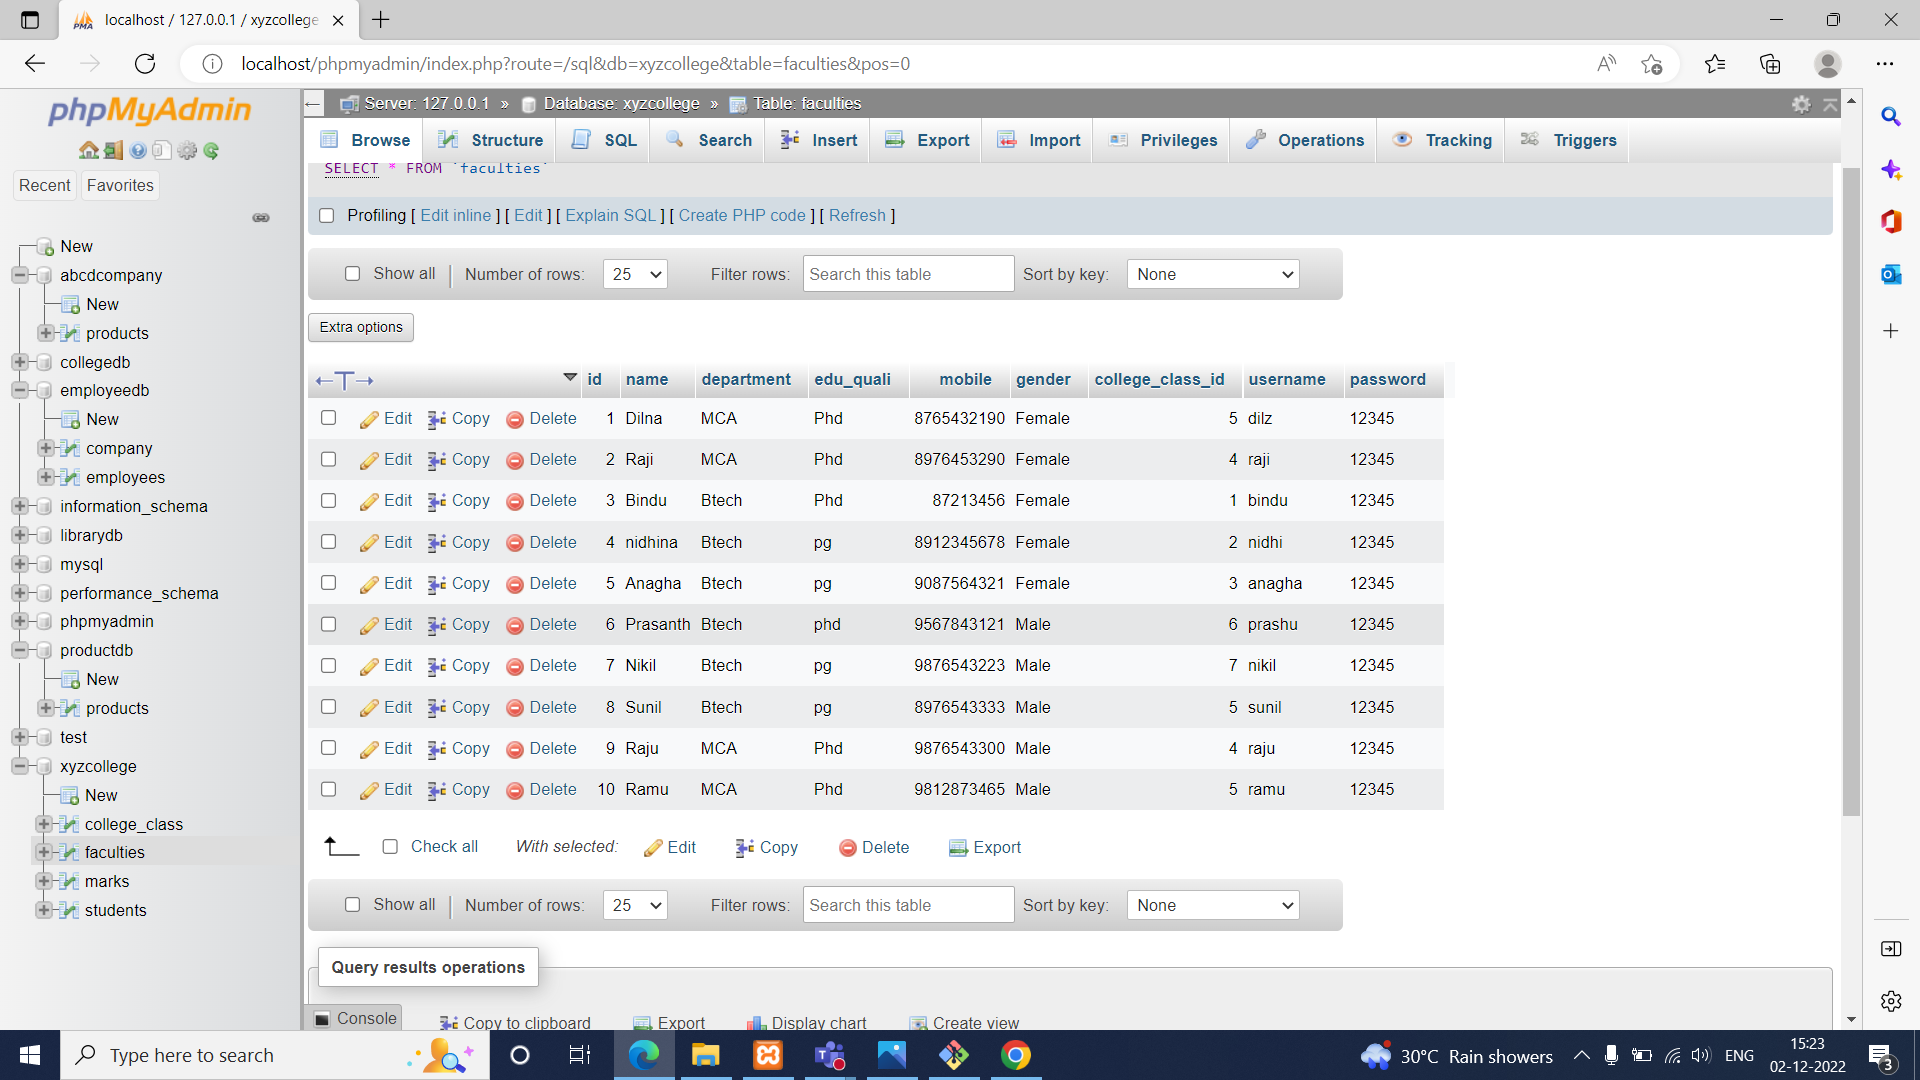 localhost / 127.0.0.1 / xyzcollege
localhost/phpmyadmin/index.php?route=/sql&db=xyzcollege&table=faculties&pos=0
phpMyAdmin
Recent Favorites
New
abcdcompany
New
products
collegedb
employeedb
New
company
employees
information_schema
librarydb
mysql
performance_schema
phpmyadmin
productdb
New
products
test
xyzcollege
New
college_class
faculties
marks
students
Server: 127.0.0.1 » Database: xyzcollege » Table: faculties
Browse Structure SQL Search Insert Export Import Privileges Operations Tracking Triggers
SELECT * FROM `faculties`
Profiling [ Edit inline ] [ Edit ] [ Explain SQL ] [ Create PHP code ] [ Refresh ]
Show all Number of rows: 25 Filter rows: Search this table Sort by key: None
Extra options
id name department edu_quali mobile gender college_class_id username password
Edit Copy Delete 1 Dilna MCA Phd 8765432190 Female 5 dilz 12345
Edit Copy Delete 2 Raji MCA Phd 8976453290 Female 4 raji 12345
Edit Copy Delete 3 Bindu Btech Phd 87213456 Female 1 bindu 12345
Edit Copy Delete 4 nidhina Btech pg 8912345678 Female 2 nidhi 12345
Edit Copy Delete 5 Anagha Btech pg 9087564321 Female 3 anagha 12345
Edit Copy Delete 6 Prasanth Btech phd 9567843121 Male 6 prashu 12345
Edit Copy Delete 7 Nikil Btech pg 9876543223 Male 7 nikil 12345
Edit Copy Delete 8 Sunil Btech pg 8976543333 Male 5 sunil 12345
Edit Copy Delete 9 Raju MCA Phd 9876543300 Male 4 raju 12345
Edit Copy Delete 10 Ramu MCA Phd 9812873465 Male 5 ramu 12345
Check all With selected: Edit Copy Delete Export
Show all Number of rows: 25 Filter rows: Search this table Sort by key: None
Query results operations
Console
Copy to clipboard Export Display chart Create view
Type here to search
30°C Rain showers
ENG
15:23
02-12-2022
3